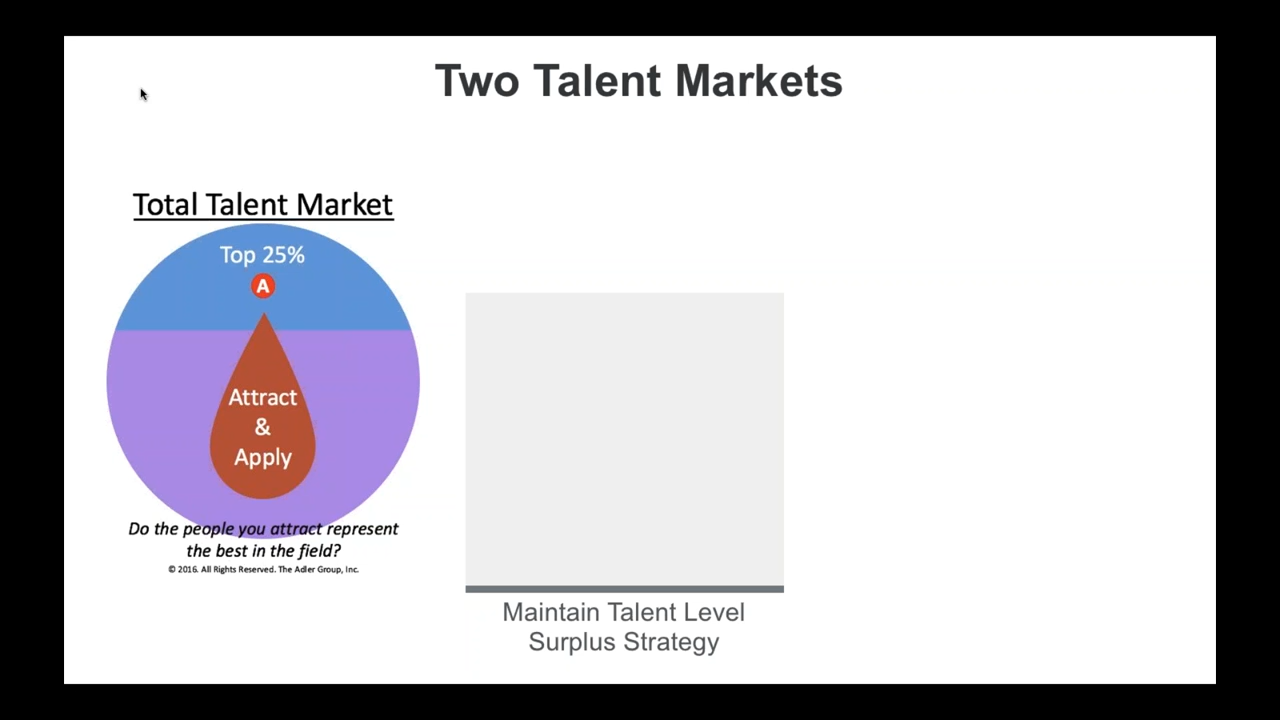 Two Talent Markets
Total Talent Market
Top 25%
A
Attract
&
Apply
Do the people you attract represent
the best in the field?
© 2016. All Rights Reserved. The Adler Group, Inc.
Maintain Talent Level
Surplus Strategy